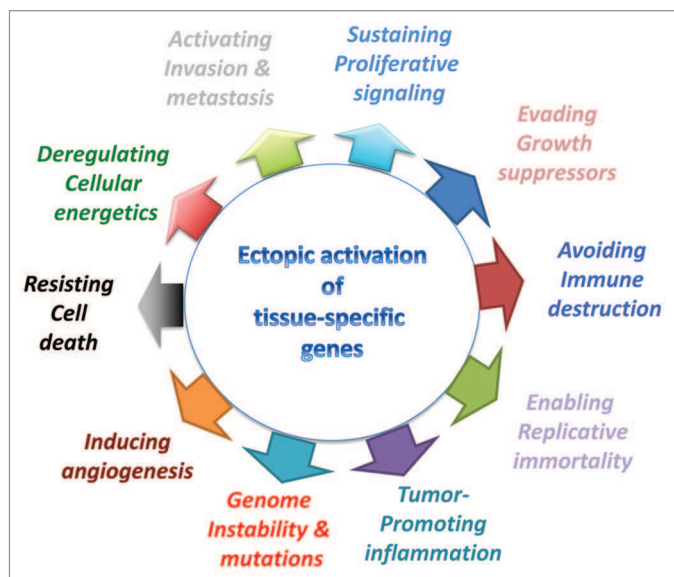 Activating
Invasion &
metastasis
Sustaining
Proliferative
signaling
Evading
Growth
suppressors
Deregulating
Cellular
energetics
Ectopic activation
of
tissue-specific
genes
Avoiding
Immune
destruction
Resisting
Cell
death
Enabling
Replicative
immortality
Inducing
angiogenesis
Genome
Instability &
mutations
Tumor-
Promoting
inflammation